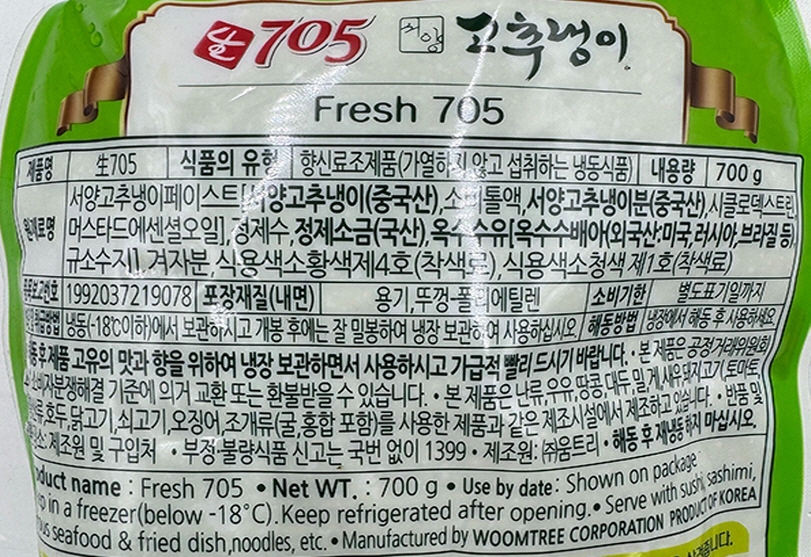 生705 서양 고추냉이
Fresh 705
제품명 生705 식품의 유형 향신료조제품(가열하지 않고 섭취하는 냉동식품) 내용량 700 g
원재료명 서양고추냉이페이스트[서양고추냉이(중국산), 소비톨액, 서양고추냉이분(중국산), 시클로덱스트린,
머스타드에센셜오일], 정제수, 정제소금(국산), 옥수수유[옥수수배아(외국산:미국, 러시아, 브라질 등),
규소수지], 겨자분, 식용색소황색제4호(착색료), 식용색소청색 제1호(착색료)
품목보고번호 1992037219078 포장재질(내면) 용기,뚜껑-폴리에틸렌 소비기한 별도표기일까지
냉동(-18℃이하)에서 보관하시고 개봉 후에는 잘 밀봉하여 냉장 보관하여 사용하십시오. 해동방법 냉장에서 해동 후 사용하세요.
해동 후 제품 고유의 맛과 향을 위하여 냉장 보관하면서 사용하시고 가급적 빨리 드시기 바랍니다. • 본 제품은 공정거래위원회
소비자분쟁해결 기준에 의거 교환 또는 환불받을 수 있습니다. • 본 제품은 난류, 우유, 땅콩, 대두, 밀, 게, 새우, 돼지고기, 토마토,
호두, 닭고기, 쇠고기, 오징어, 조개류(굴, 홍합 포함)를 사용한 제품과 같은 제조시설에서 제조하고 있습니다. • 반품 및
제조원 및 구입처 • 부정·불량식품 신고는 국번 없이 1399 • 제조원: ㈜움트리 • 해동 후 재냉동 하지 마십시오.
duct name : Fresh 705 • Net WT. : 700 g • Use by date : Shown on package
p in a freezer(below -18˚C).Keep refrigerated after opening. • Serve with sushi, sashimi,
us seafood & fried dish,noodles, etc. • Manufactured by WOOMTREE CORPORATION PRODUCT OF KOREA